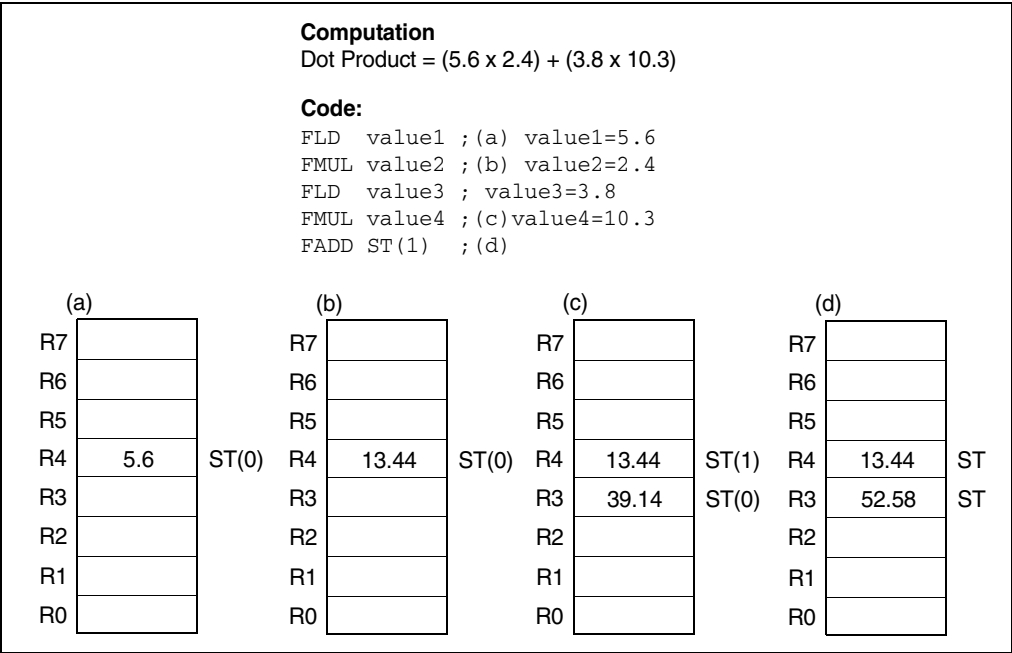 Computation
Dot Product = (5.6 x 2.4) + (3.8 x 10.3)
Code:
FLD value1 ;(a) value1=5.6
FMUL value2 ;(b) value2=2.4
FLD value3 ; value3=3.8
FMUL value4 ;(c)value4=10.3
FADD ST(1) ;(d)
(a) (b) (c) (d)
R7 R7 R7 R7
R6 R6 R6 R6
R5 R5 R5 R5
R4 5.6 ST(0) R4 13.44 ST(0) R4 13.44 ST(1) R4 13.44 ST
R3 R3 R3 39.14 ST(0) R3 52.58 ST
R2 R2 R2 R2
R1 R1 R1 R1
R0 R0 R0 R0